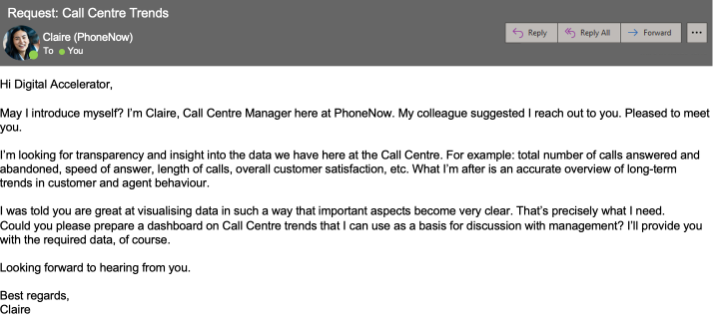 Request: Call Centre Trends
Claire (PhoneNow)
To You
Reply
Reply All
Forward
...
Hi Digital Accelerator,
May I introduce myself? I'm Claire, Call Centre Manager here at PhoneNow. My colleague suggested I reach out to you. Pleased to meet
you.
I'm looking for transparency and insight into the data we have here at the Call Centre. For example: total number of calls answered and
abandoned, speed of answer, length of calls, overall customer satisfaction, etc. What I'm after is an accurate overview of long-term
trends in customer and agent behaviour.
I was told you are great at visualising data in such a way that important aspects become very clear. That's precisely what I need.
Could you please prepare a dashboard on Call Centre trends that I can use as a basis for discussion with management? I'll provide you
with the required data, of course.
Looking forward to hearing from you.
Best regards,
Claire